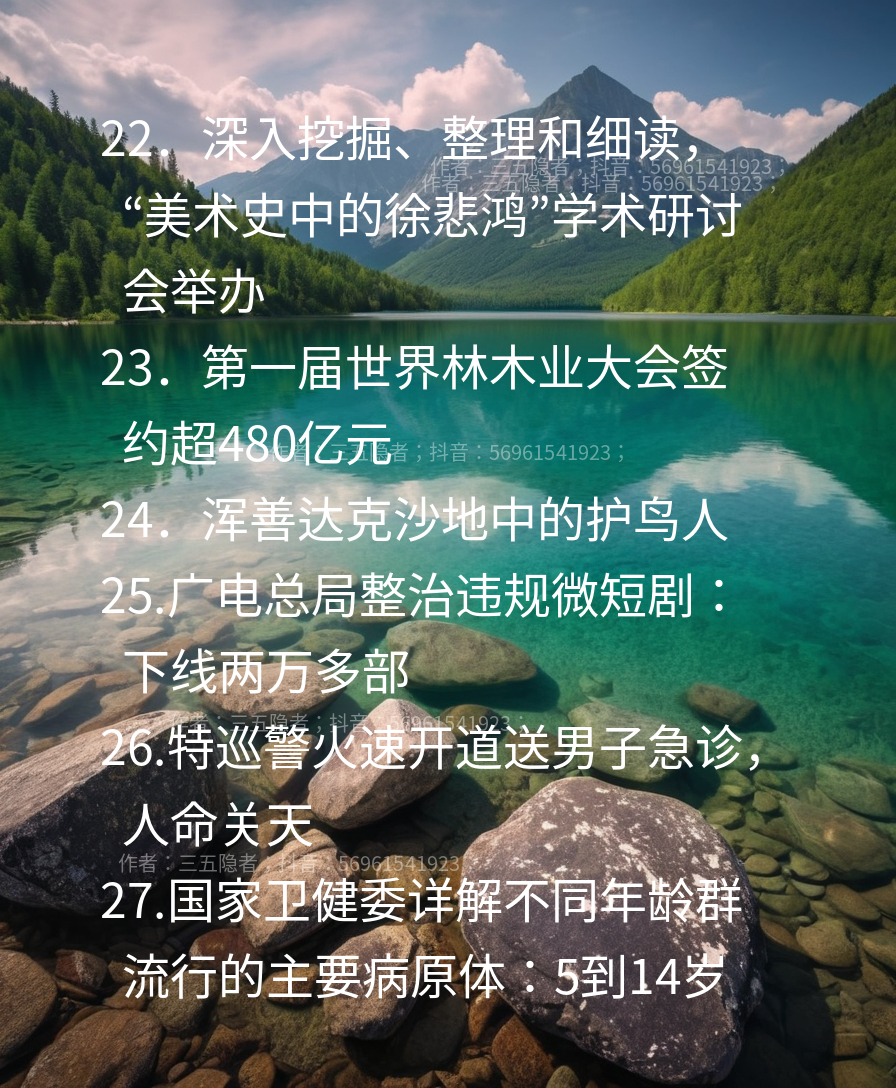 22．深入挖掘、整理和细读，
作者：三五隐者；抖音：56961541923；
作者：三五隐者；抖音：56961541923；
“美术史中的徐悲鸿”学术研讨
会举办
23．第一届世界林木业大会签
约超480亿元
作者：三五隐者；抖音：56961541923；
24．浑善达克沙地中的护鸟人
25.广电总局整治违规微短剧：
下线两万多部
作者：三五隐者；抖音：56961541923；
26.特巡警火速开道送男子急诊，
人命关天
作者：三五隐者；抖音：56961541923；
27.国家卫健委详解不同年龄群
流行的主要病原体：5到14岁